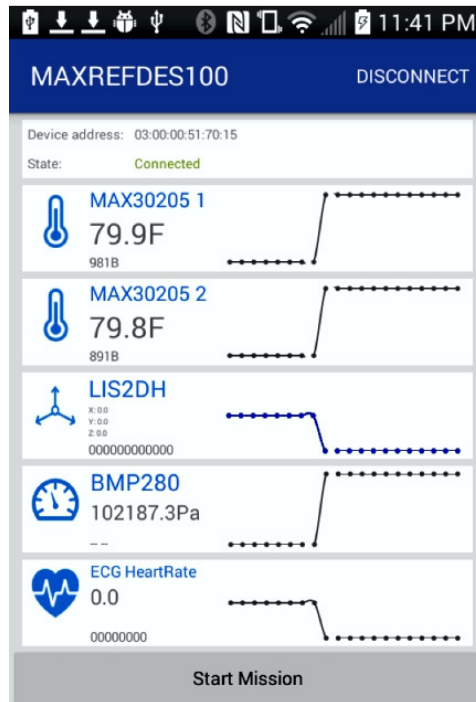 11:41 PM
MAXREFDES100 DISCONNECT
Device address: 03:00:00:51:70:15
State: Connected
MAX30205 1
79.9F
981B
MAX30205 2
79.8F
891B
LIS2DH
X: 0.0
Y: 0.0
Z: 0.0
000000000000
BMP280
102187.3Pa
--
ECG HeartRate
0.0
00000000
Start Mission